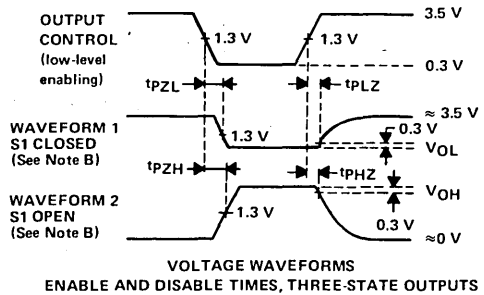 OUTPUT
CONTROL
(low-level
enabling)
1.3 V
1.3 V
3.5 V
0.3 V
tPZL
tPLZ
WAVEFORM 1
S1 CLOSED
(See Note B)
1.3 V
≈ 3.5 V
0.3 V
VOL
tPZH
tPHZ
WAVEFORM 2
S1 OPEN
(See Note B)
1.3 V
VOH
0.3 V
≈0 V
VOLTAGE WAVEFORMS
ENABLE AND DISABLE TIMES, THREE-STATE OUTPUTS